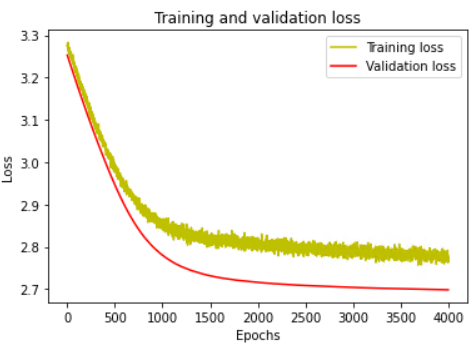 Training and validation loss
3.3
3.2
3.1
3.0
2.9
2.8
2.7
Loss
Training loss
Validation loss
0 500 1000 1500 2000 2500 3000 3500 4000
Epochs